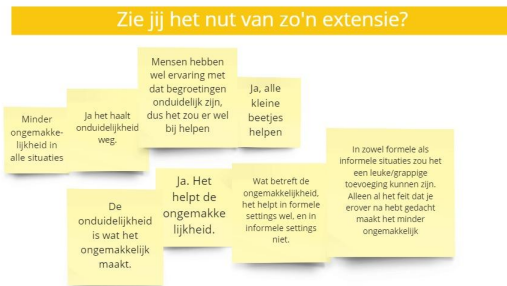 Zie jij het nut van zo'n extensie?
Minder
ongemakke-
lijkheid in
alle situaties
Ja het haalt
onduidelijkheid
weg.
Mensen hebben
wel ervaring met
dat begroetingen
onduidelijk zijn,
dus het zou er wel
bij helpen
Ja, alle
kleine
beetjes
helpen
De
onduidelijkheid
is wat het
ongemakkelijk
maakt.
Ja. Het
helpt de
ongemakke
lijkheid.
Wat betreft de
ongemakkelijkheid,
het helpt in formele
settings wel, en in
informele settings
niet.
In zowel formele als
informele situaties zou het
een leuke/grappige
toevoeging kunnen zijn.
Alleen al het feit dat je
erover na hebt gedacht
maakt het minder
ongemakkelijk